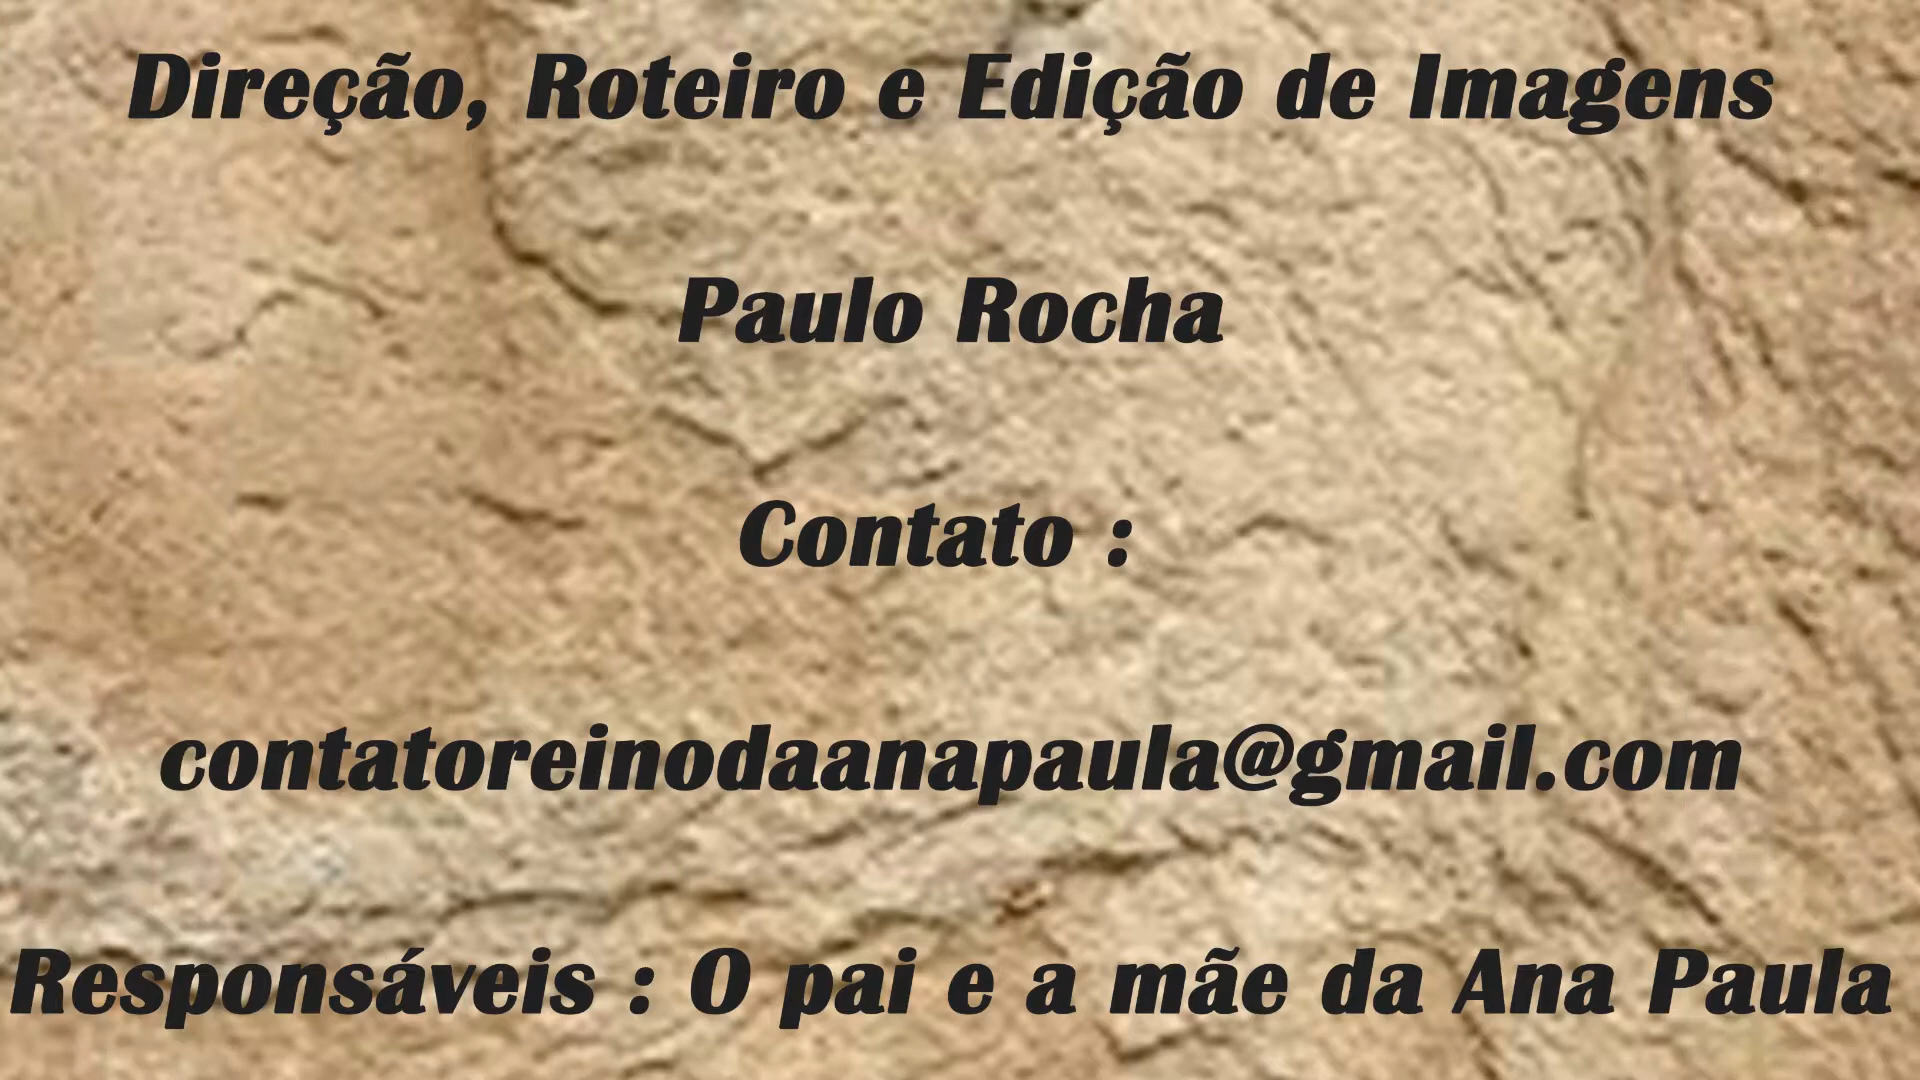 Direção, Roteiro e Edição de Imagens
Paulo Rocha
Contato :
contatoreinodaanapaula@gmail.com
Responsáveis : O pai e a mãe da Ana Paula